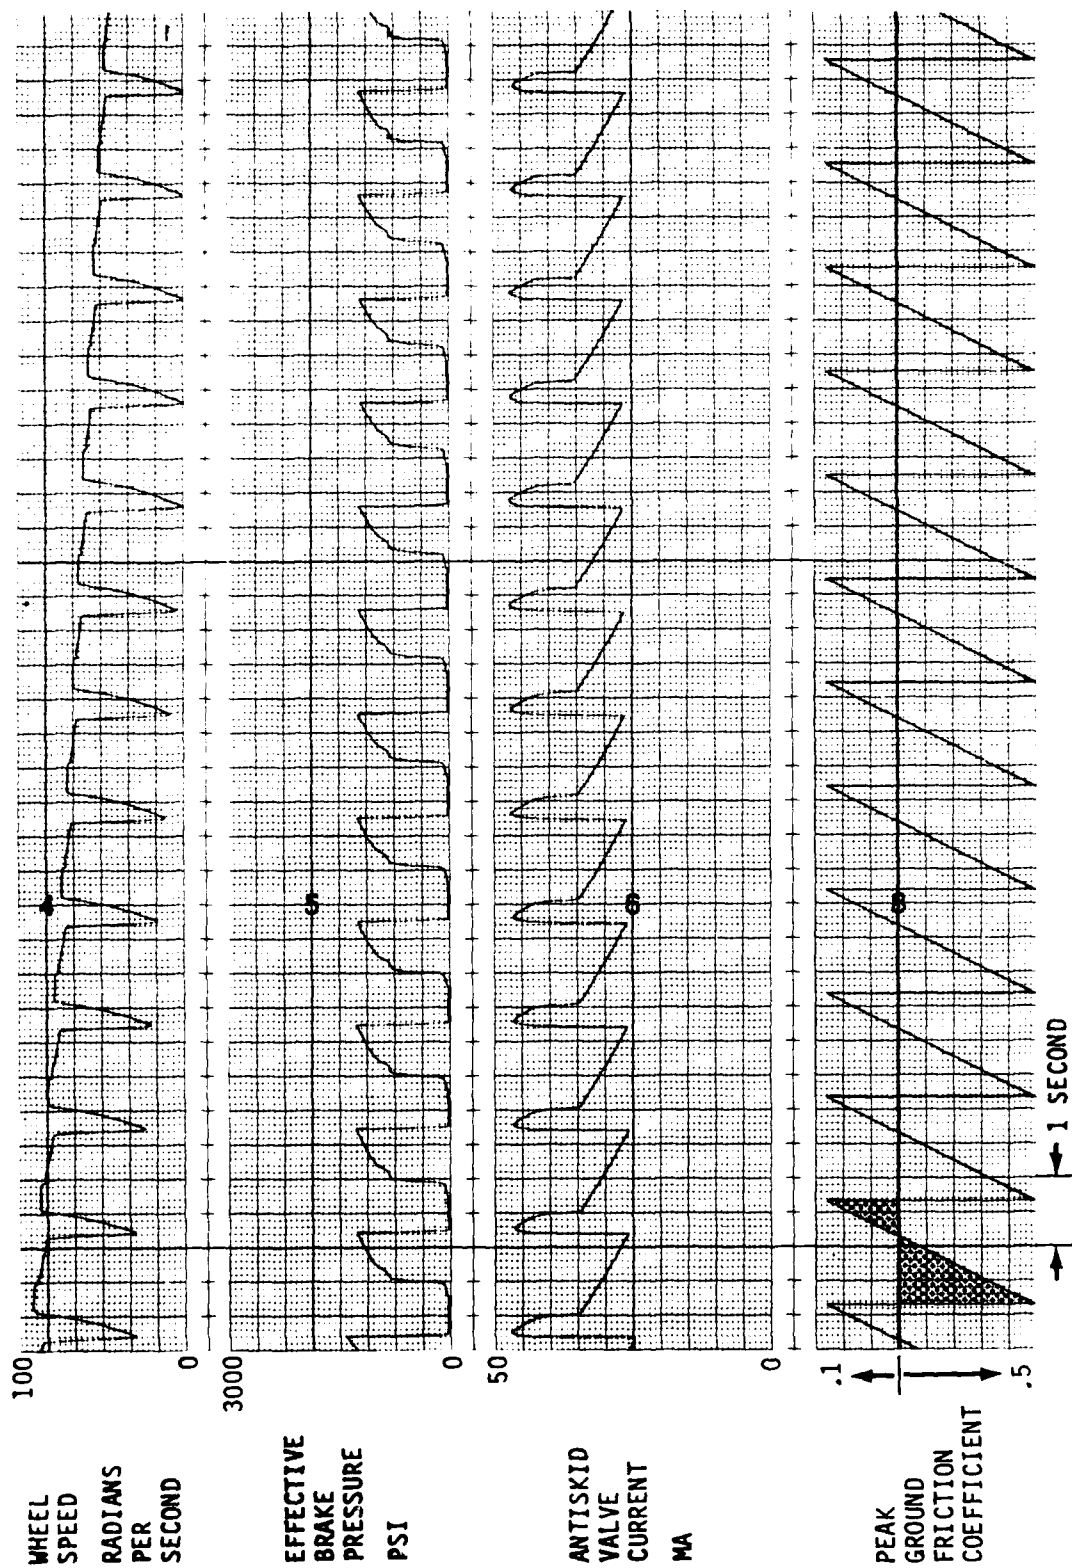 WHEEL
SPEED
RADIANS
PER
SECOND
100
0
EFFECTIVE
BRAKE
PRESSURE
PSI
3000
0
ANTISKID
VALVE
CURRENT
MA
50
0
PEAK
GROUND
FRICTION
COEFFICIENT
.1
.5
1 SECOND